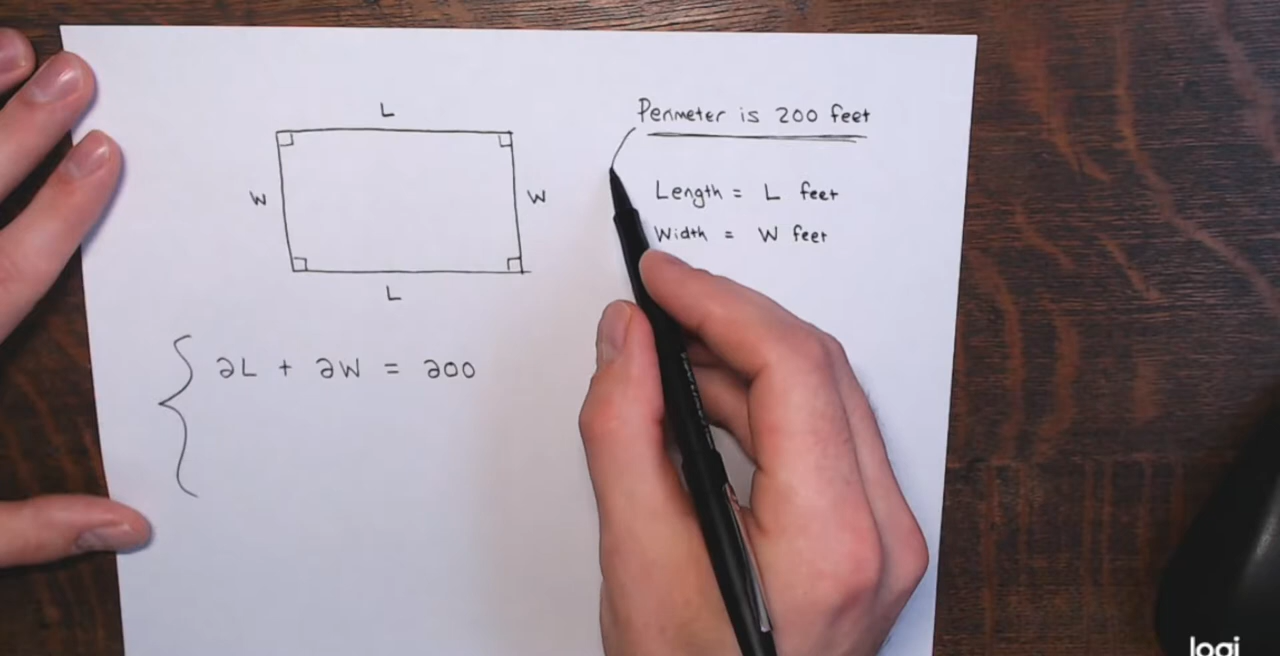 L
Perimeter is 200 feet
W
W
Length = L feet
Width = W feet
L
2L + 2W = 200
logi